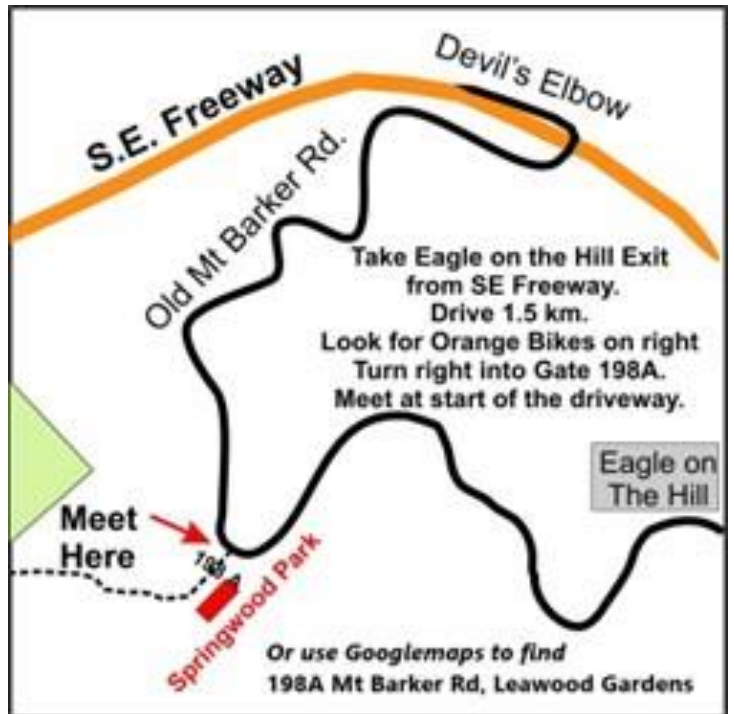 Devil's Elbow
S.E. Freeway
Old Mt Barker Rd.
Take Eagle on the Hill Exit
from SE Freeway.
Drive 1.5 km.
Look for Orange Bikes on right
Turn right into Gate 198A.
Meet at start of the driveway.
Eagle on
The Hill
Meet
Here
198 A
Springwood Park
Or use Googlemaps to find
198A Mt Barker Rd, Leawood Gardens